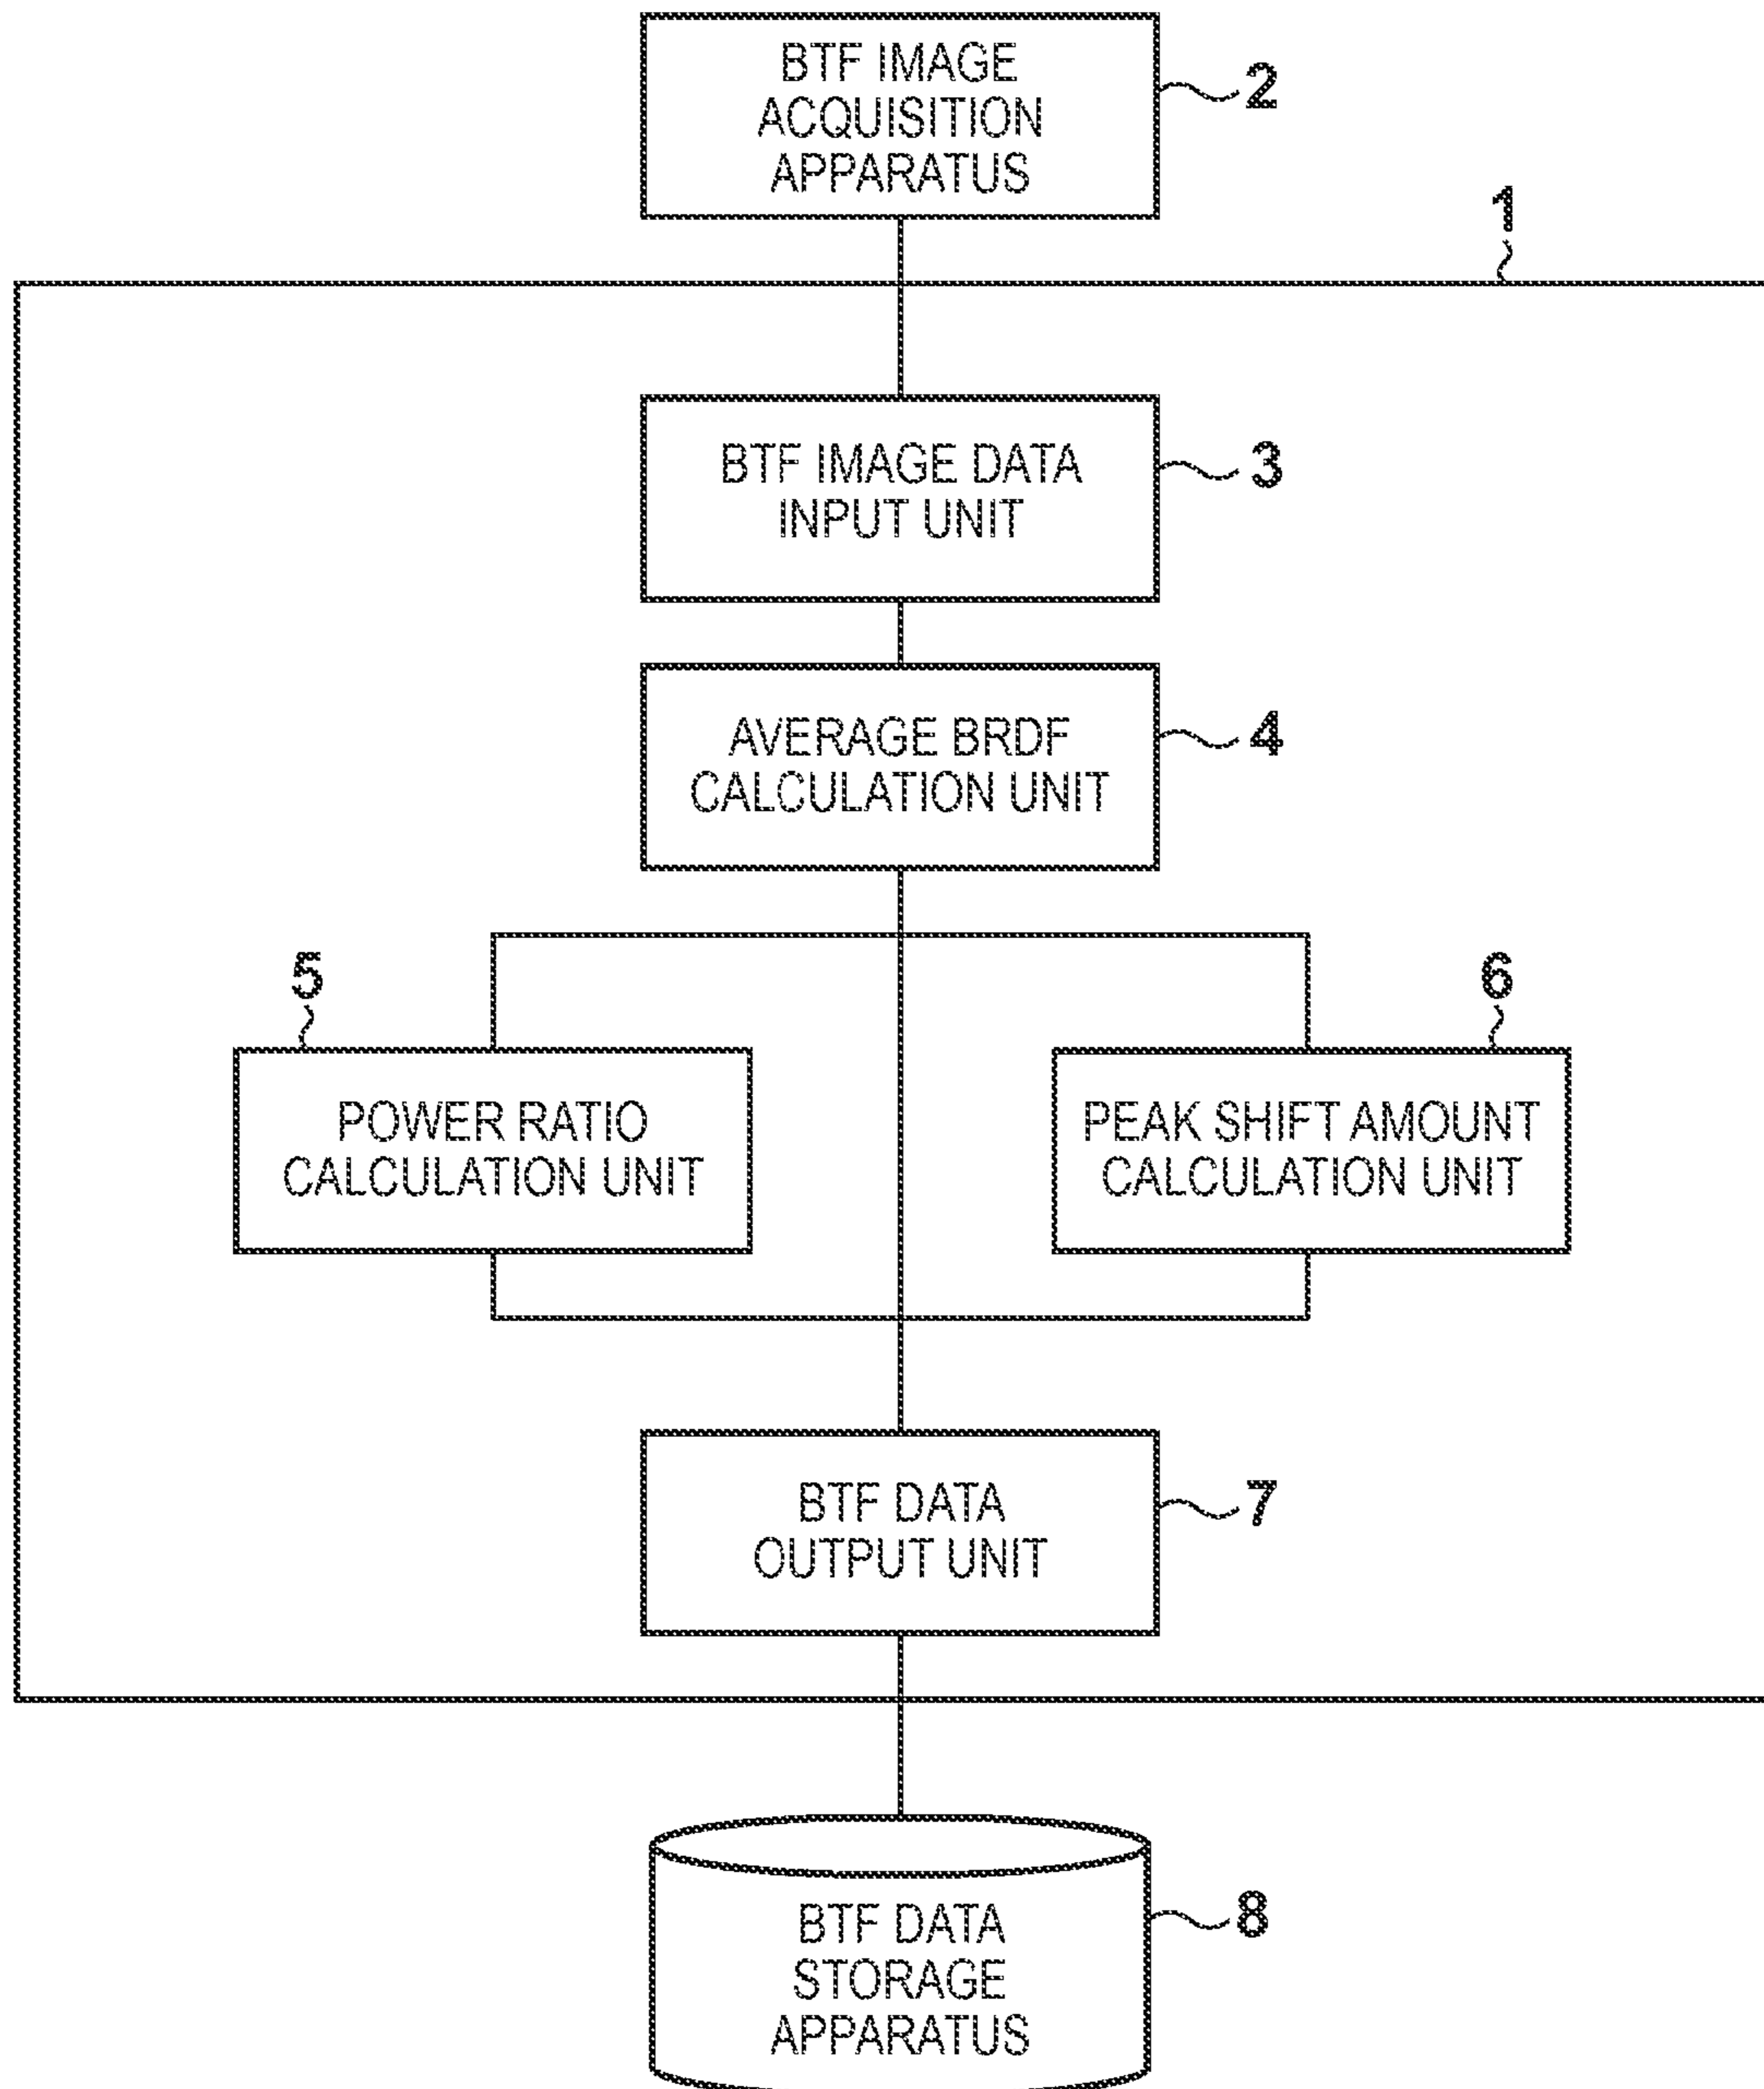 BTF IMAGE
ACQUISITION
APPARATUS
2
1
BTF IMAGE DATA
INPUT UNIT
3
AVERAGE BRDF
CALCULATION UNIT
4
5
6
POWER RATIO
CALCULATION UNIT
PEAK SHIFT AMOUNT
CALCULATION UNIT
BTF DATA
OUTPUT UNIT
7
BTF DATA
STORAGE
APPARATUS
8